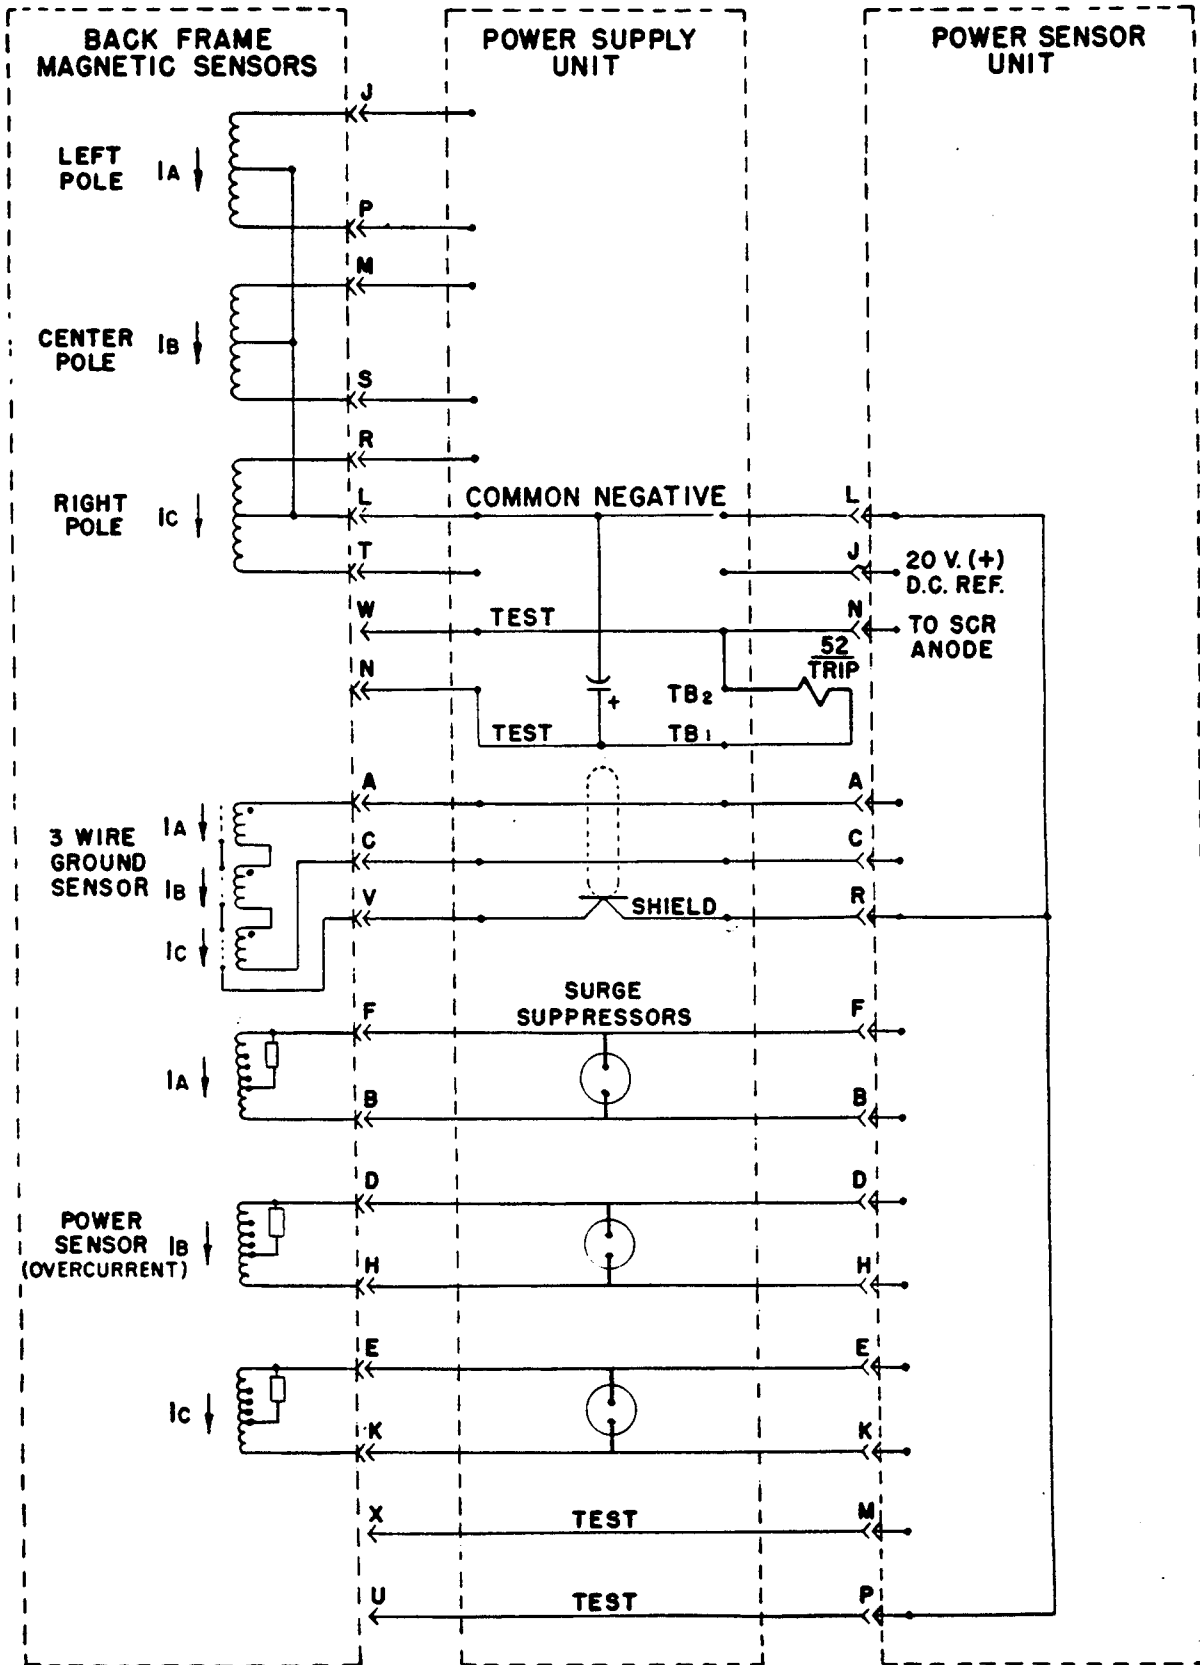 BACK FRAME
MAGNETIC SENSORS
POWER SUPPLY
UNIT
POWER SENSOR
UNIT
J
LEFT
POLE
IA
P
M
CENTER
POLE
IB
S
R
RIGHT
POLE
IC
L
COMMON NEGATIVE
L
T
J
20 V. (+)
D.C. REF.
W
TEST
N
TO SCR
ANODE
52
TRIP
N
TB2
+
TEST
TB1
A
A
3 WIRE
GROUND
SENSOR
IA
C
C
IB
V
SHIELD
R
IC
SURGE
SUPPRESSORS
F
F
IA
B
B
D
D
POWER
SENSOR
(OVERCURRENT)
IB
H
H
E
E
IC
K
K
X
TEST
M
U
TEST
P